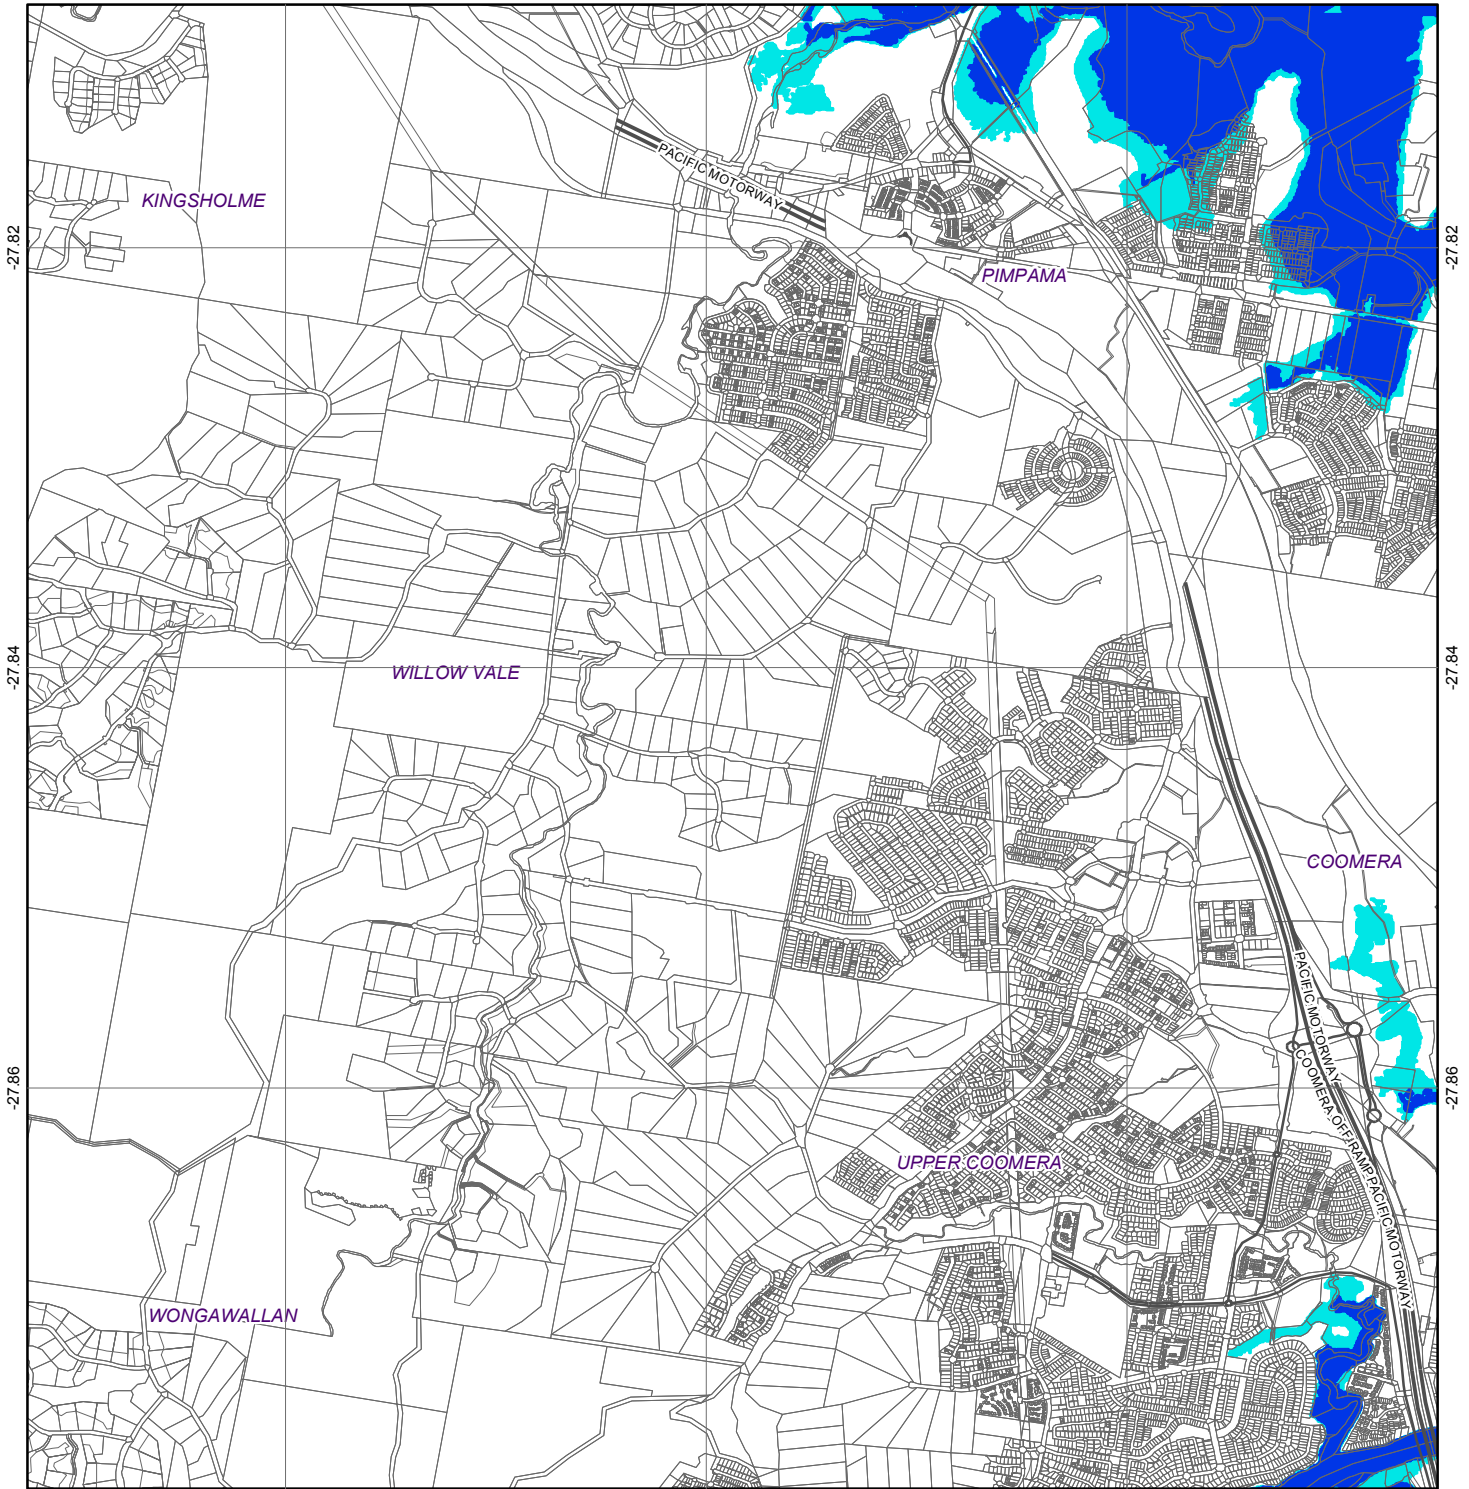 PACIFIC MOTORWAY
KINGSHOLME
-27.82
-27.82
PIMPAMA
-27.84
-27.84
WILLOW VALE
COOMERA
PACIFIC MOTORWAY
-27.86
-27.86
COOMERA OFF RAMP PACIFIC MOTORWAY
UPPER COOMERA
WONGAWALLAN